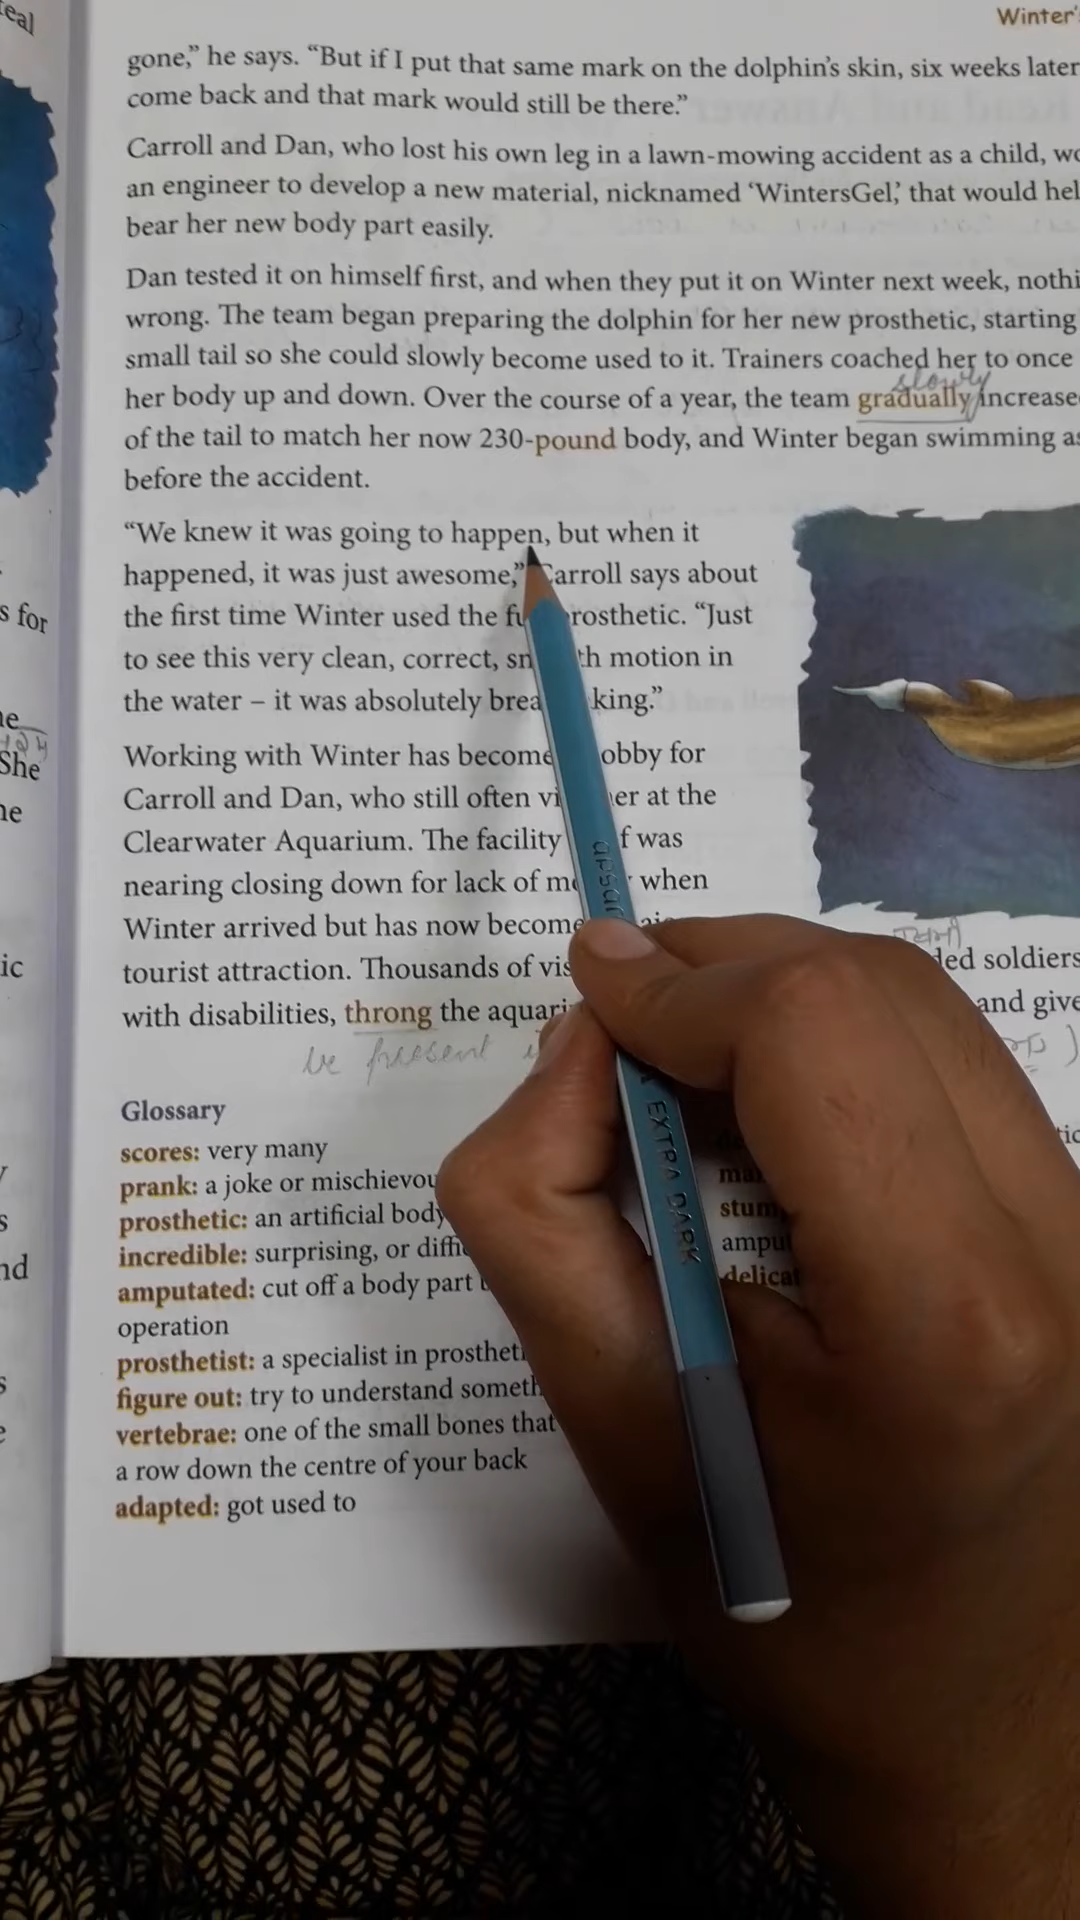 eal
Winter's
gone,” he says. “But if I put that same mark on the dolphin’s skin, six weeks later
come back and that mark would still be there.”
Carroll and Dan, who lost his own leg in a lawn-mowing accident as a child, wo
an engineer to develop a new material, nicknamed ‘WintersGel,’ that would hel
bear her new body part easily.
Dan tested it on himself first, and when they put it on Winter next week, nothi
wrong. The team began preparing the dolphin for her new prosthetic, starting
small tail so she could slowly become used to it. Trainers coached her to once
slowly
her body up and down. Over the course of a year, the team gradually increase
of the tail to match her now 230-pound body, and Winter began swimming as
before the accident.
“We knew it was going to happen, but when it
happened, it was just awesome,” Carroll says about
the first time Winter used the fu rosthetic. “Just
to see this very clean, correct, sm th motion in
the water – it was absolutely brea king.”
Working with Winter has become obby for
Carroll and Dan, who still often vi her at the
Clearwater Aquarium. The facility f was
nearing closing down for lack of mo when
Winter arrived but has now become
tourist attraction. Thousands of vis ded soldiers
with disabilities, throng the aquari and give
be present
Glossary
scores: very many
prank: a joke or mischievou
prosthetic: an artificial body
incredible: surprising, or diffic
amputated: cut off a body part
operation
prosthetist: a specialist in prostheti
figure out: try to understand someth
vertebrae: one of the small bones that
a row down the centre of your back
adapted: got used to
stum
ampu
delicat
s for
She
ic
nd
apsar
EXTRA DARK